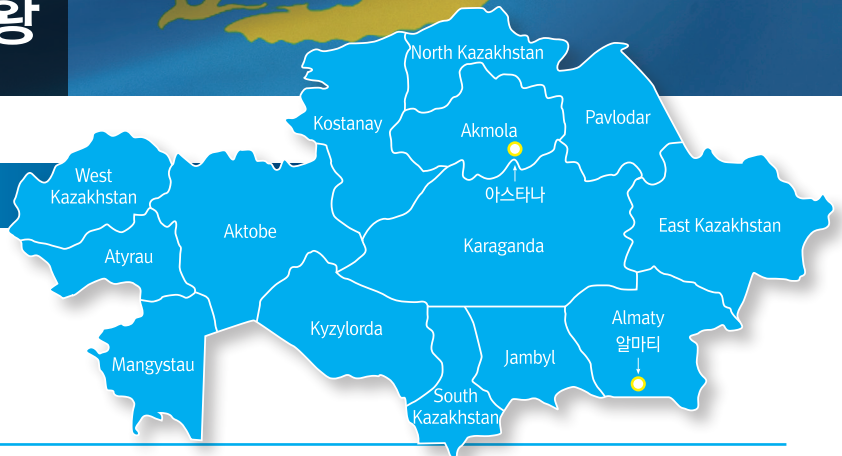 황
North Kazakhstan
Kostanay
Akmola
Pavlodar
아스타나
West
Kazakhstan
Aktobe
Karaganda
East Kazakhstan
Atyrau
Almaty
알마티
Kyzylorda
Jambyl
Mangystau
South
Kazakhstan